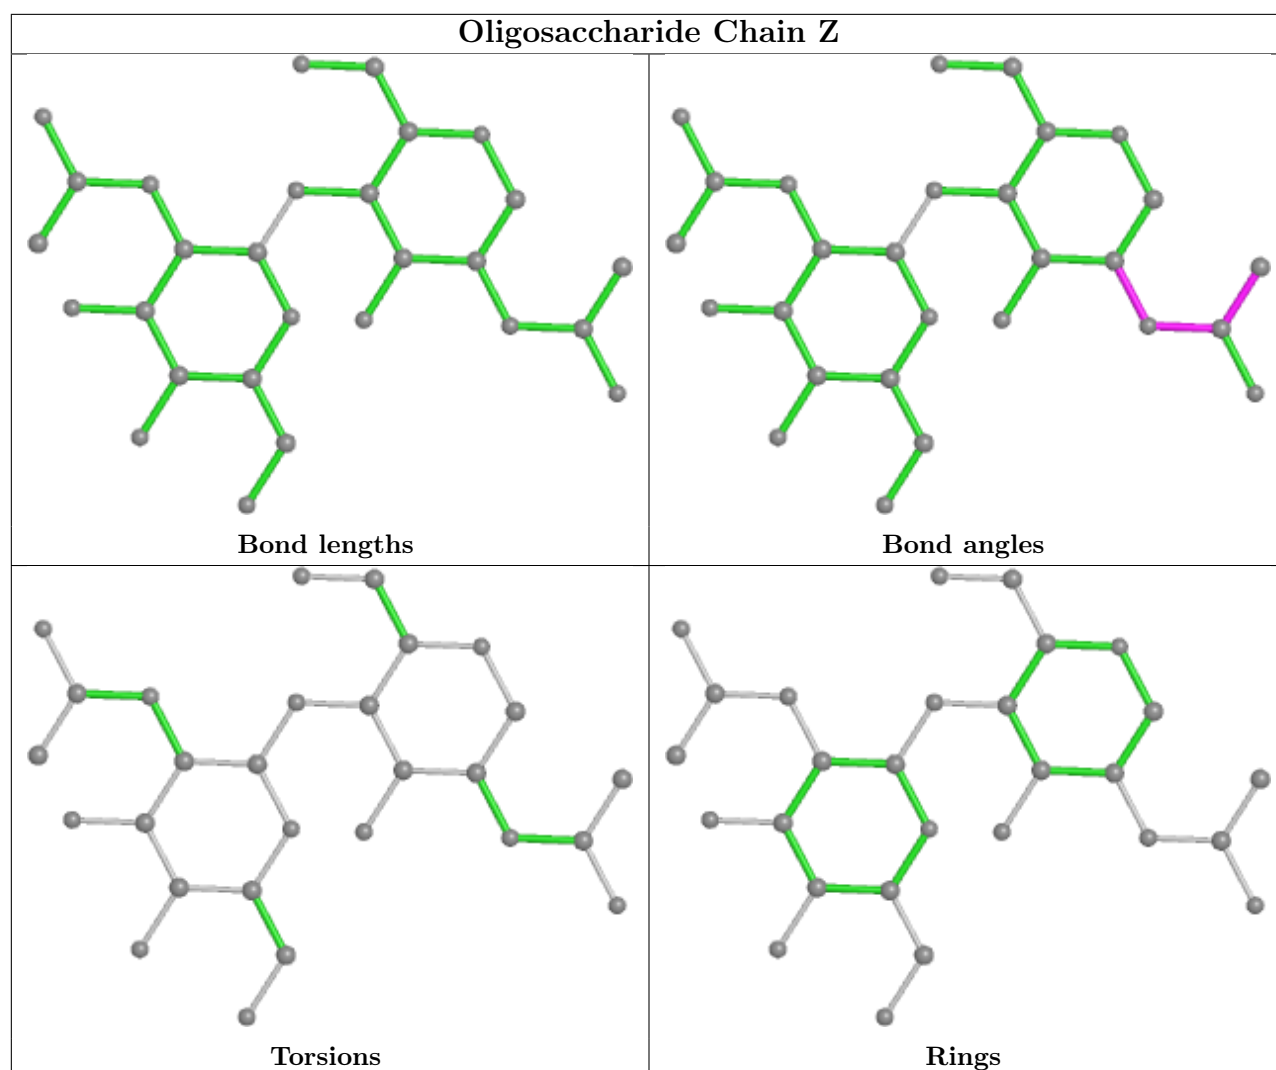 Oligosaccharide Chain Z
Bond lengths
Bond angles
Torsions
Rings